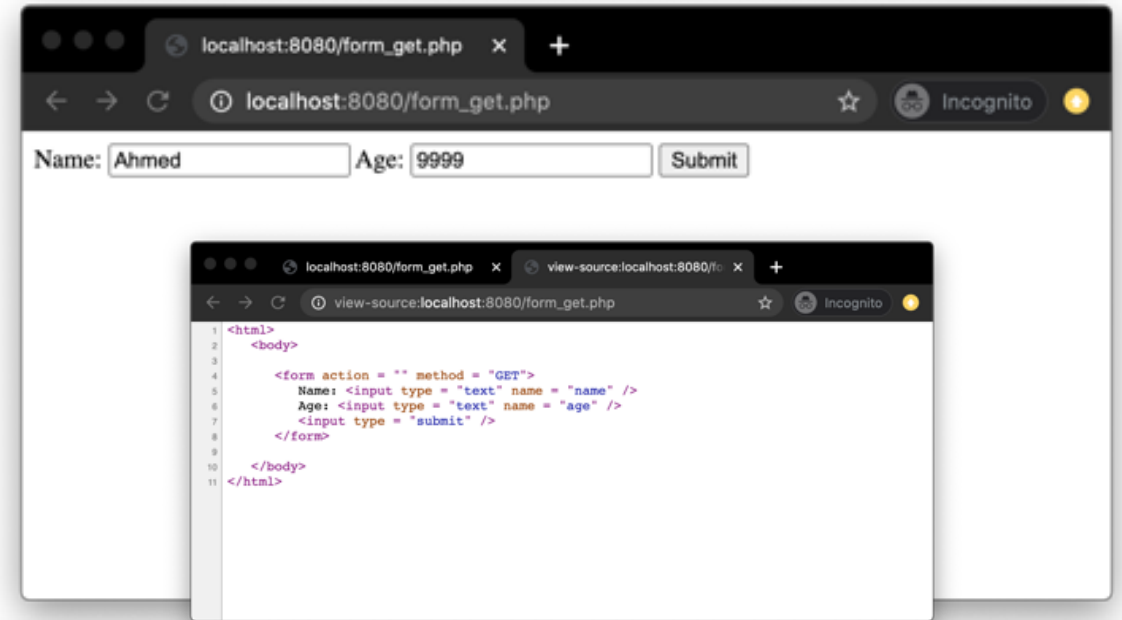 localhost:8080/form_get.php
localhost:8080/form_get.php Incognito
Name: Ahmed Age: 9999 Submit
localhost:8080/form_get.php view-source:localhost:8080/fo
view-source:localhost:8080/form_get.php Incognito
1 <html>
2 <body>
3
4 <form action = "" method = "GET">
5 Name: <input type = "text" name = "name" />
6 Age: <input type = "text" name = "age" />
7 <input type = "submit" />
8 </form>
9
10 </body>
11 </html>